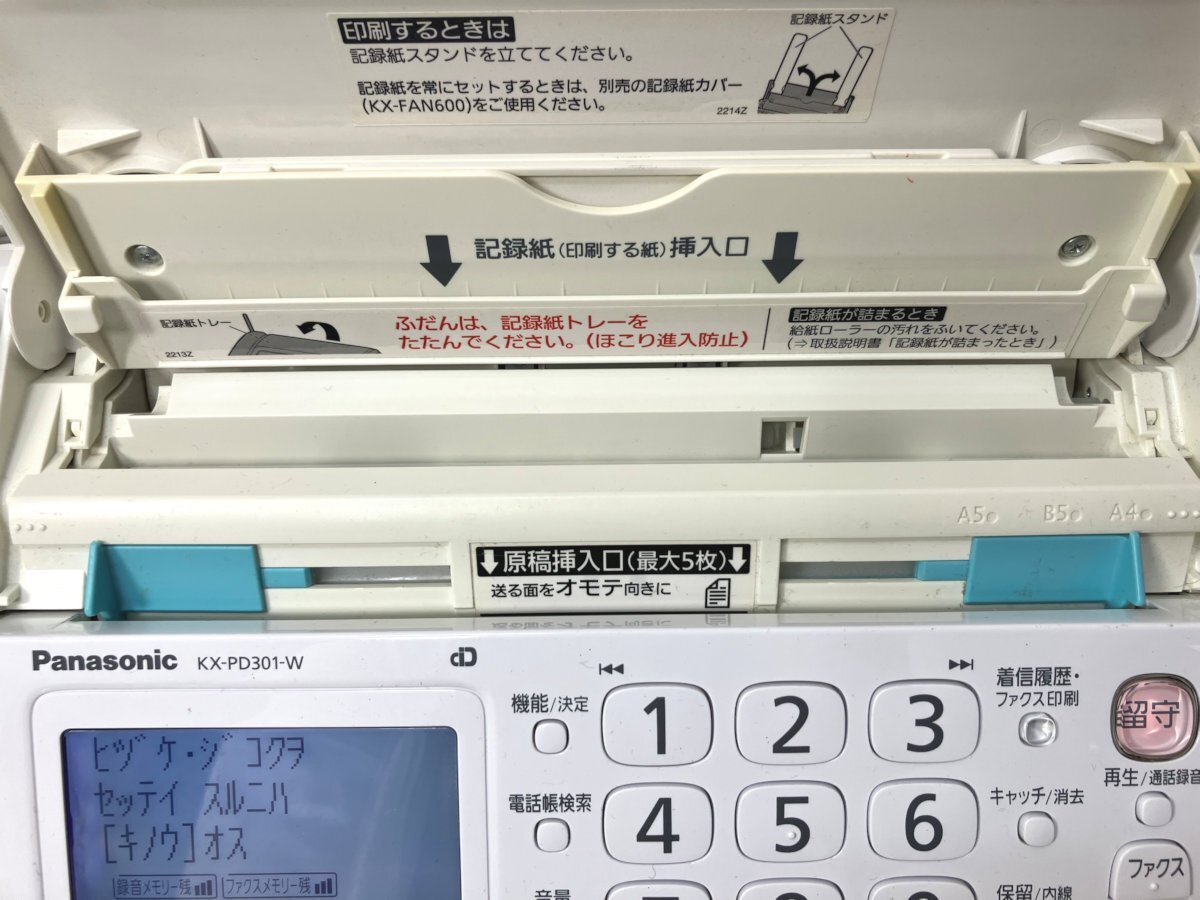 印刷するときは
記録紙スタンドを立ててください。
記録紙を常にセットするときは、別売の記録紙カバー
(KX-FAN600)をご使用ください。
2214Z
記録紙スタンド
記録紙(印刷する紙)挿入口
記録紙トレー
2213Z
ふだんは、記録紙トレーを
たたんでください。(ほこり進入防止)
記録紙が詰まるとき
給紙ローラーの汚れをふいてください。
(⇒取扱説明書「記録紙が詰まったとき」)
A5 B5 A4
原稿挿入口(最大5枚)
送る面をオモテ向きに
Panasonic KX-PD301-W
ヒヅケ・ジコクヲ
セッテイ スルニハ
[キノウ]オス
録音メモリー残 ファクスメモリー残
機能/決定
1 2 3
着信履歴・
ファクス印刷
留守
再生/通話録音
電話帳検索
4 5 6
キャッチ/消去
ファクス
音量
保留/内線